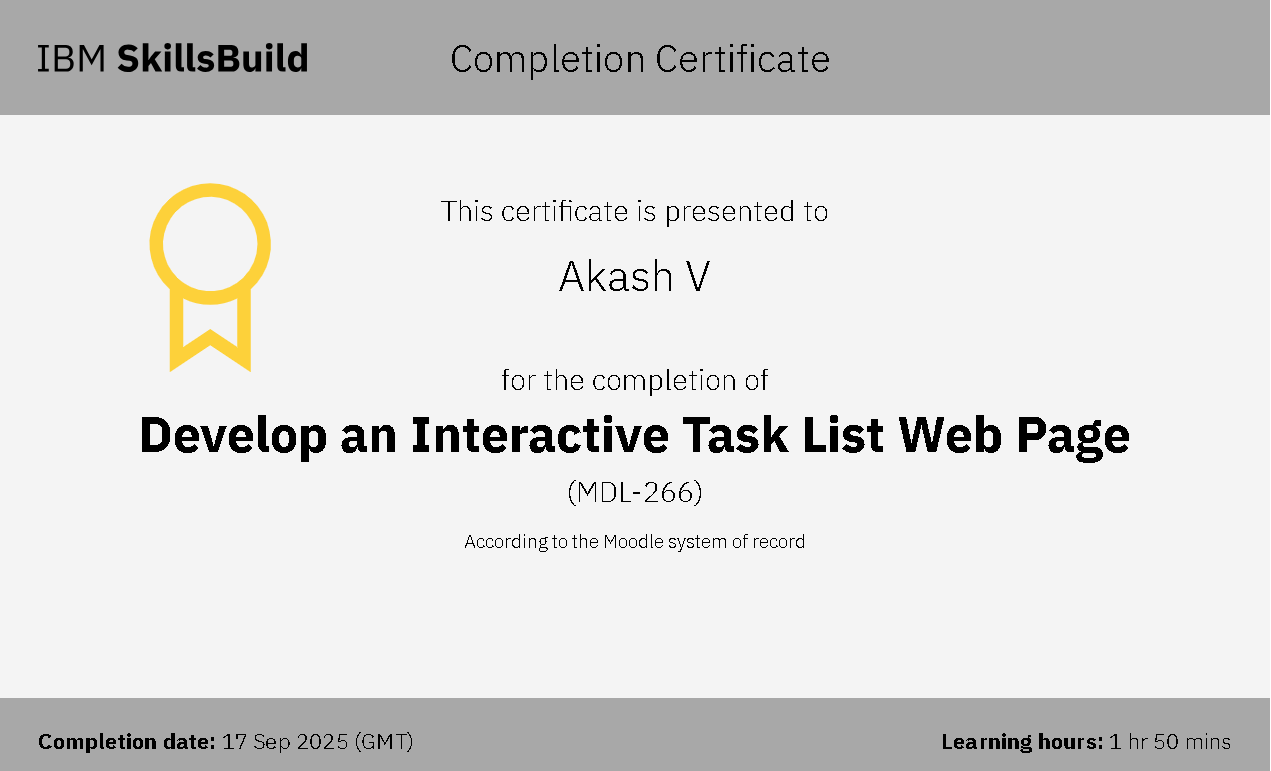 IBM SkillsBuild
Completion Certificate
This certificate is presented to
Akash V
for the completion of
Develop an Interactive Task List Web Page
(MDL-266)
According to the Moodle system of record
Completion date: 17 Sep 2025 (GMT)
Learning hours: 1 hr 50 mins